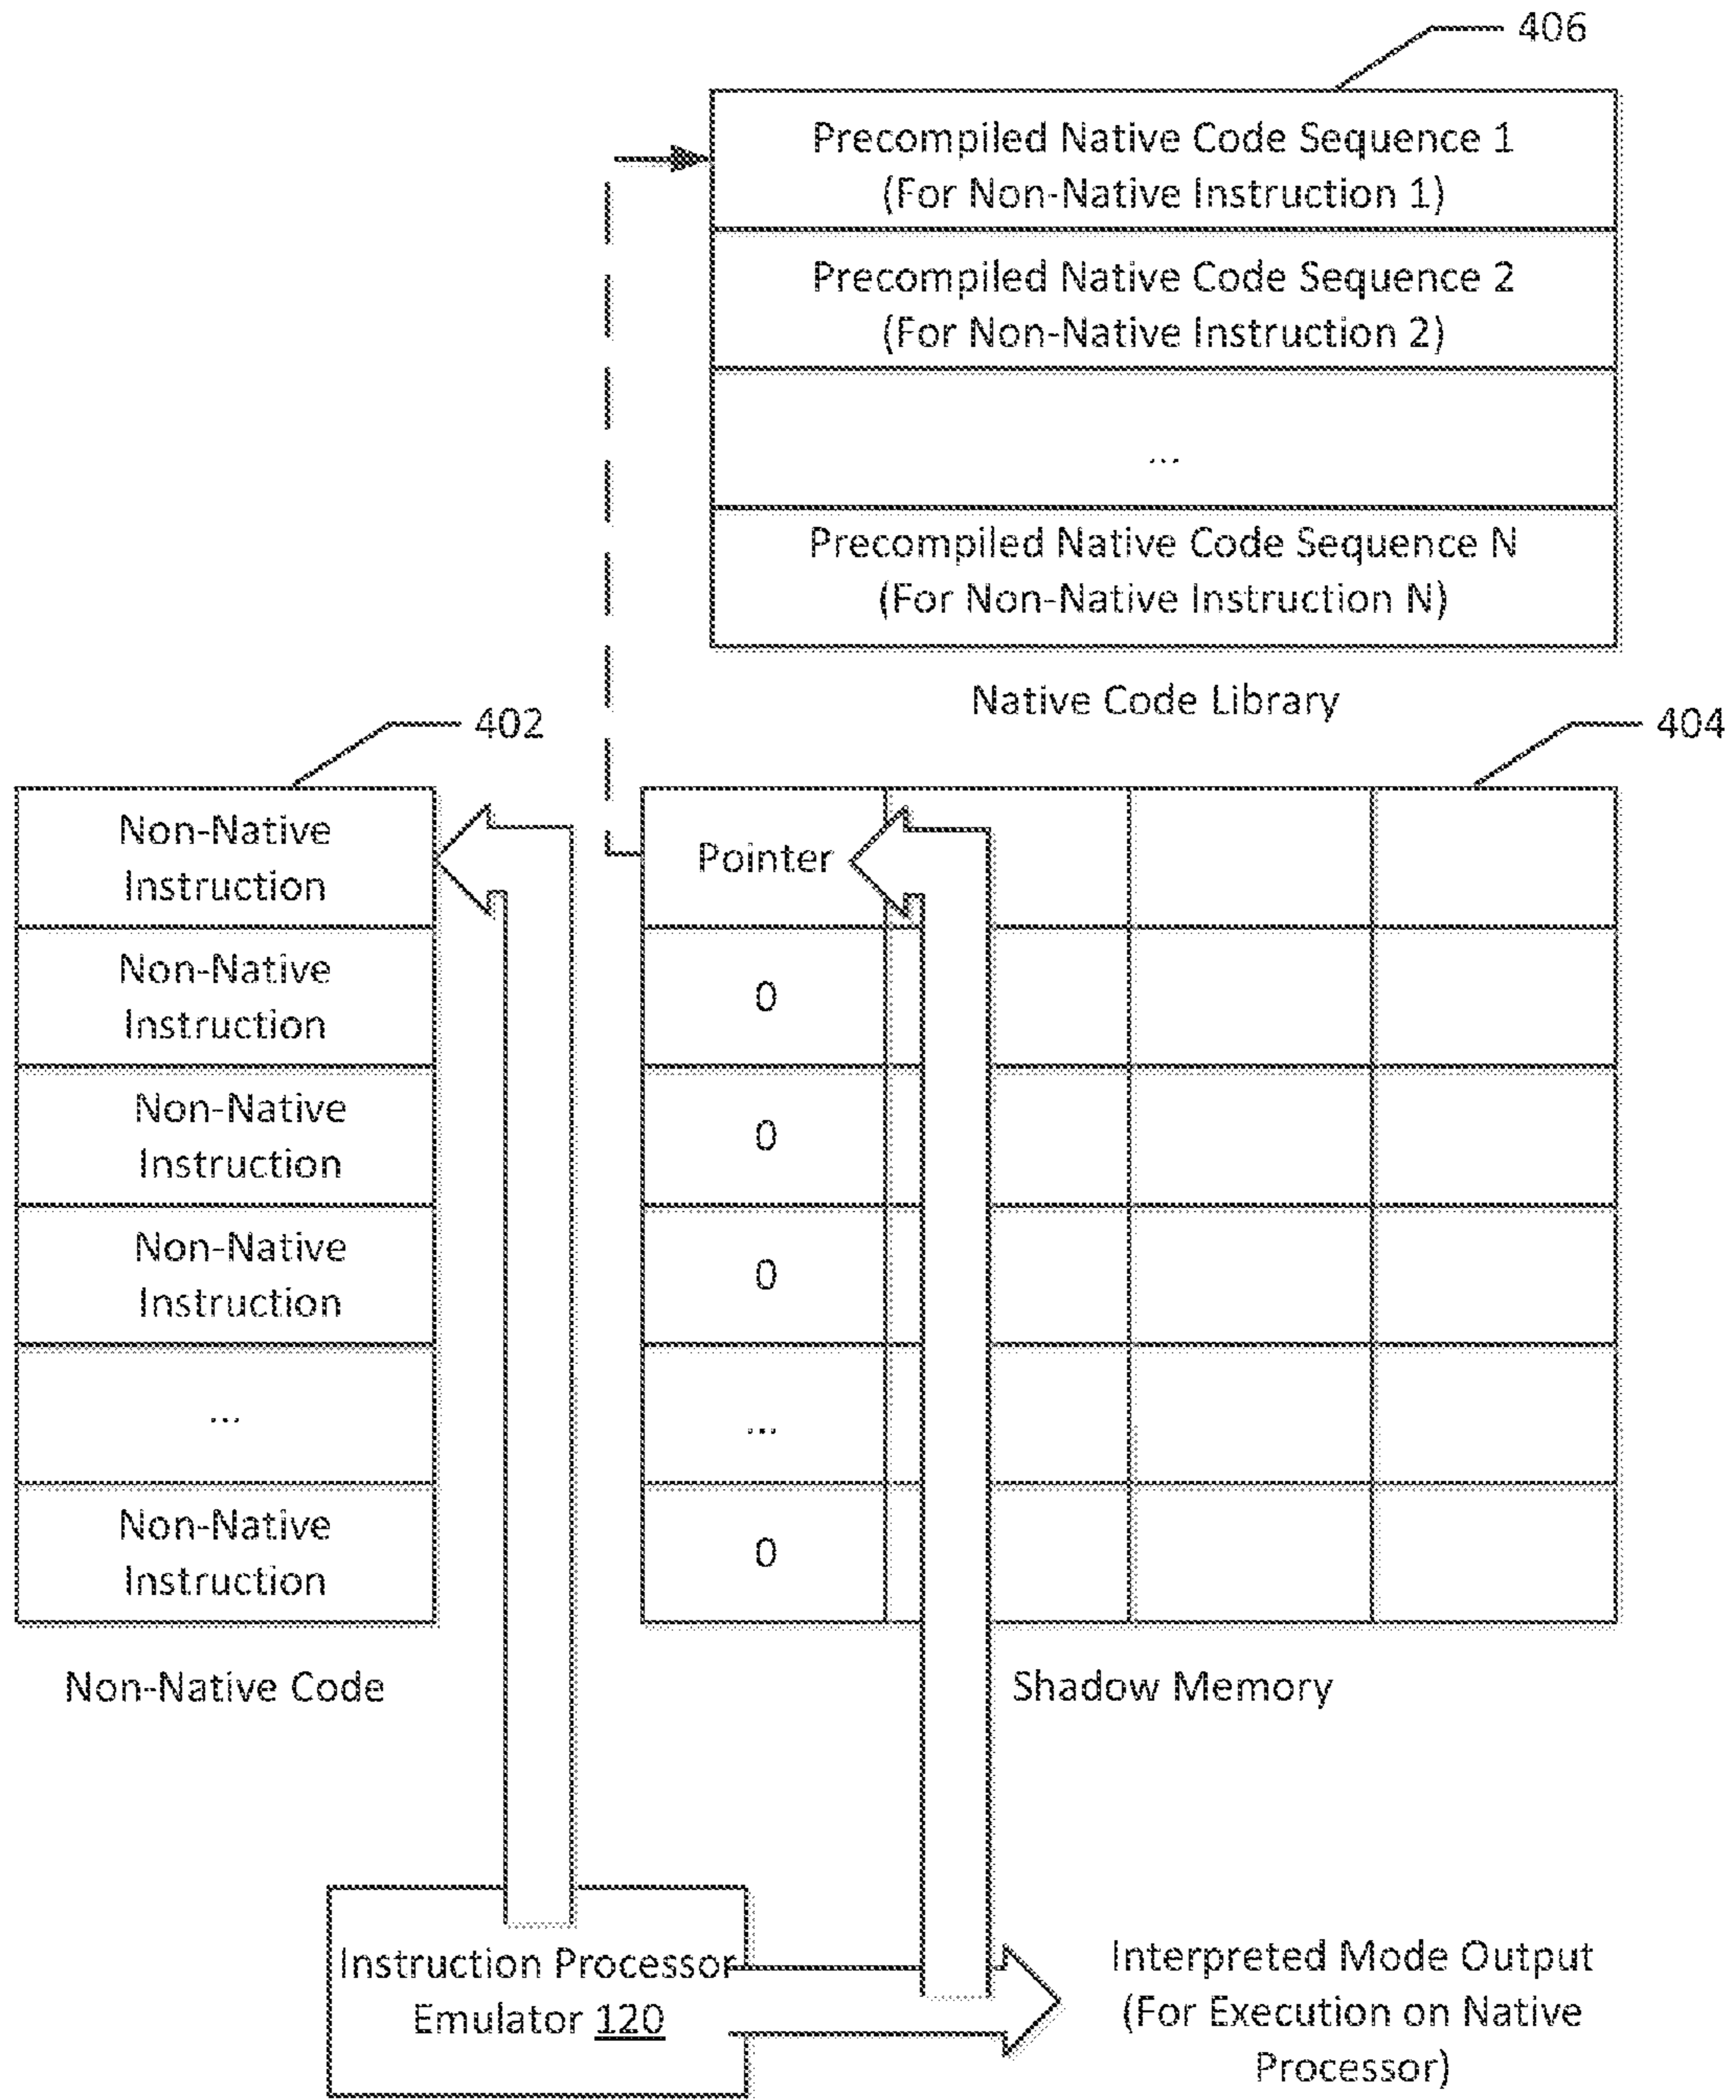 406
Precompiled Native Code Sequence 1
(For Non-Native Instruction 1)
Precompiled Native Code Sequence 2
(For Non-Native Instruction 2)
...
Precompiled Native Code Sequence N
(For Non-Native Instruction N)
Native Code Library
402
404
Non-Native
Instruction
Non-Native
Instruction
Non-Native
Instruction
Non-Native
Instruction
...
Non-Native
Instruction
Non-Native Code
Pointer
0
0
0
...
0
Shadow Memory
Instruction Processor
Emulator 120
Interpreted Mode Output
(For Execution on Native
Processor)